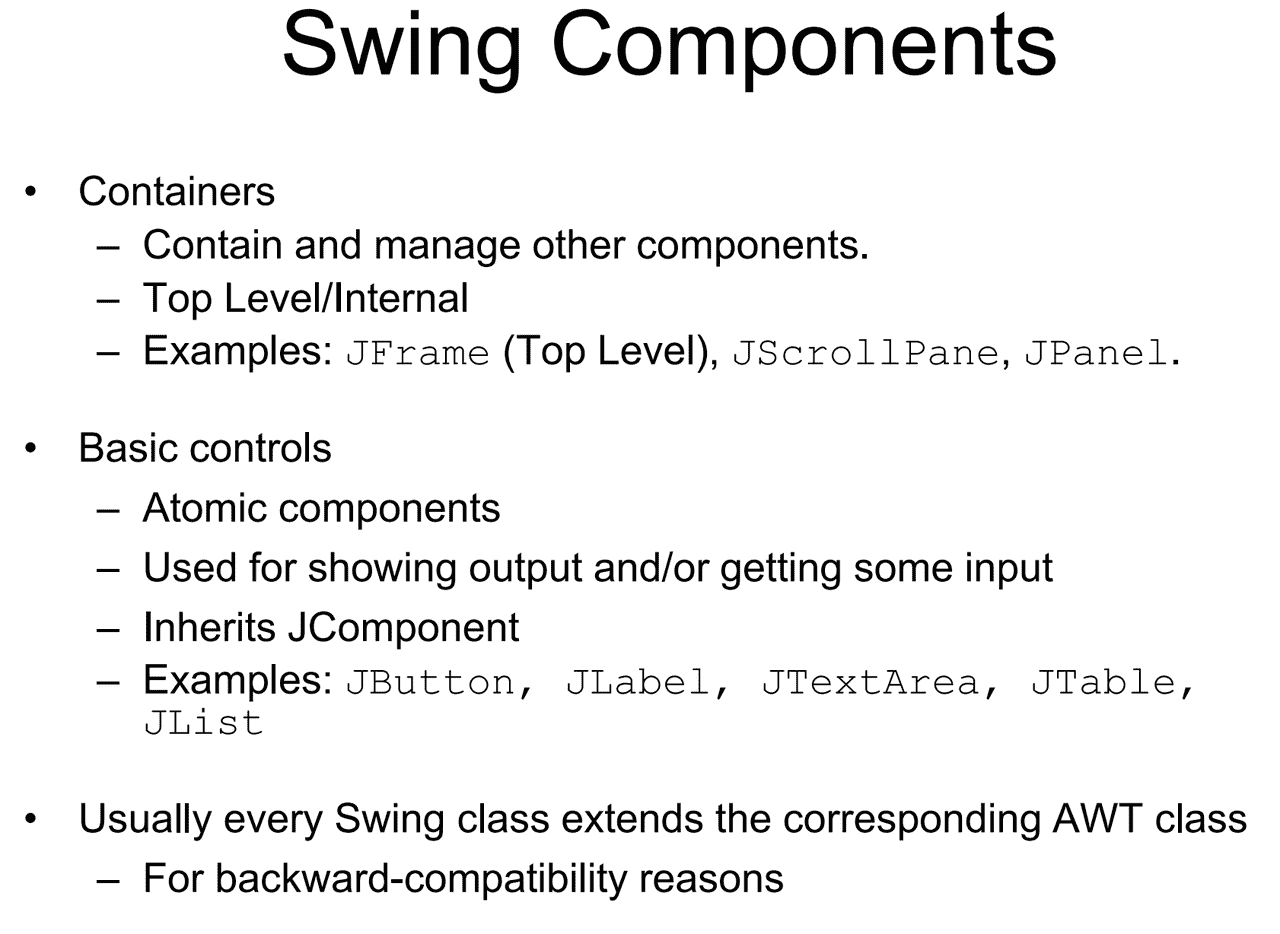 Swing Components
• Containers
– Contain and manage other components.
– Top Level/Internal
– Examples: JFrame (Top Level), JScrollPane, JPanel.
• Basic controls
– Atomic components
– Used for showing output and/or getting some input
– Inherits JComponent
– Examples: JButton, JLabel, JTextArea, JTable,
JList
• Usually every Swing class extends the corresponding AWT class
– For backward-compatibility reasons